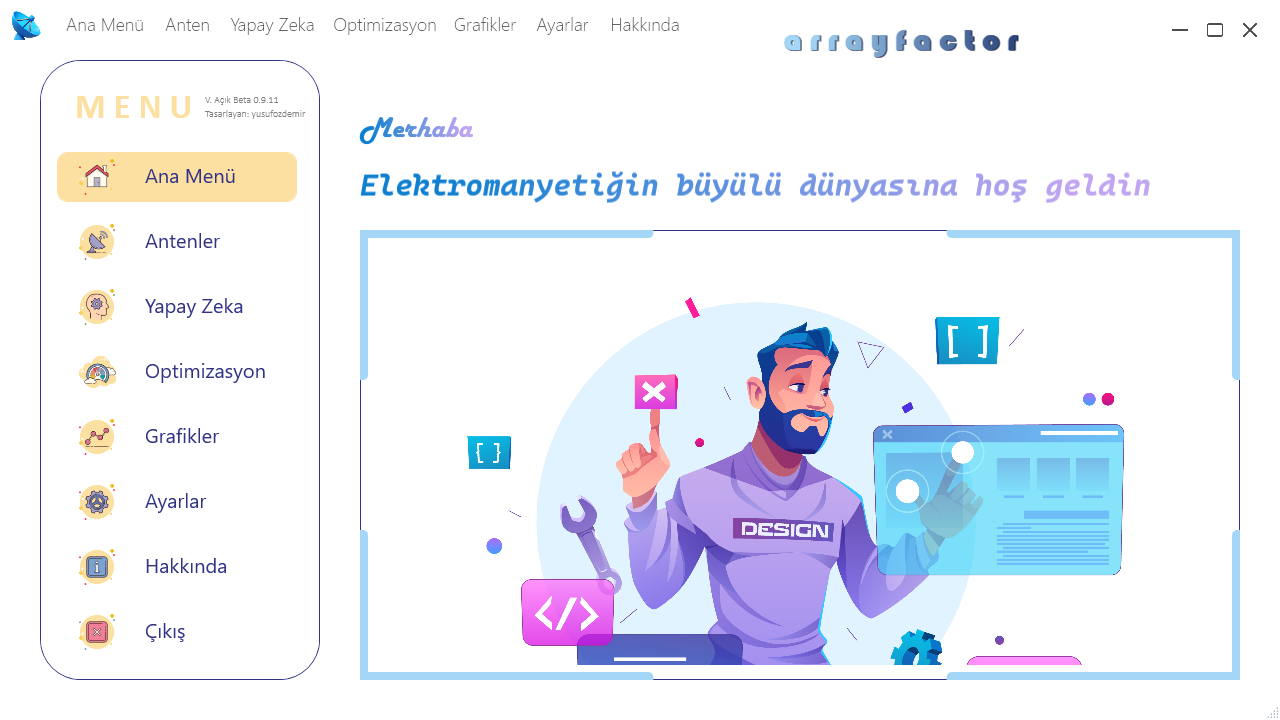 Ana Menü Anten Yapay Zeka Optimizasyon Grafikler Ayarlar Hakkında
arrayfactor
MENU
V. Açık Beta 0.9.11
Tasarlayan: yusufozdemir
Ana Menü
Antenler
Yapay Zeka
Optimizasyon
Grafikler
Ayarlar
Hakkında
Çıkış
Merhaba
Elektromanyetiğin büyülü dünyasına hoş geldin
[ ]
{ }
DESIGN
</>